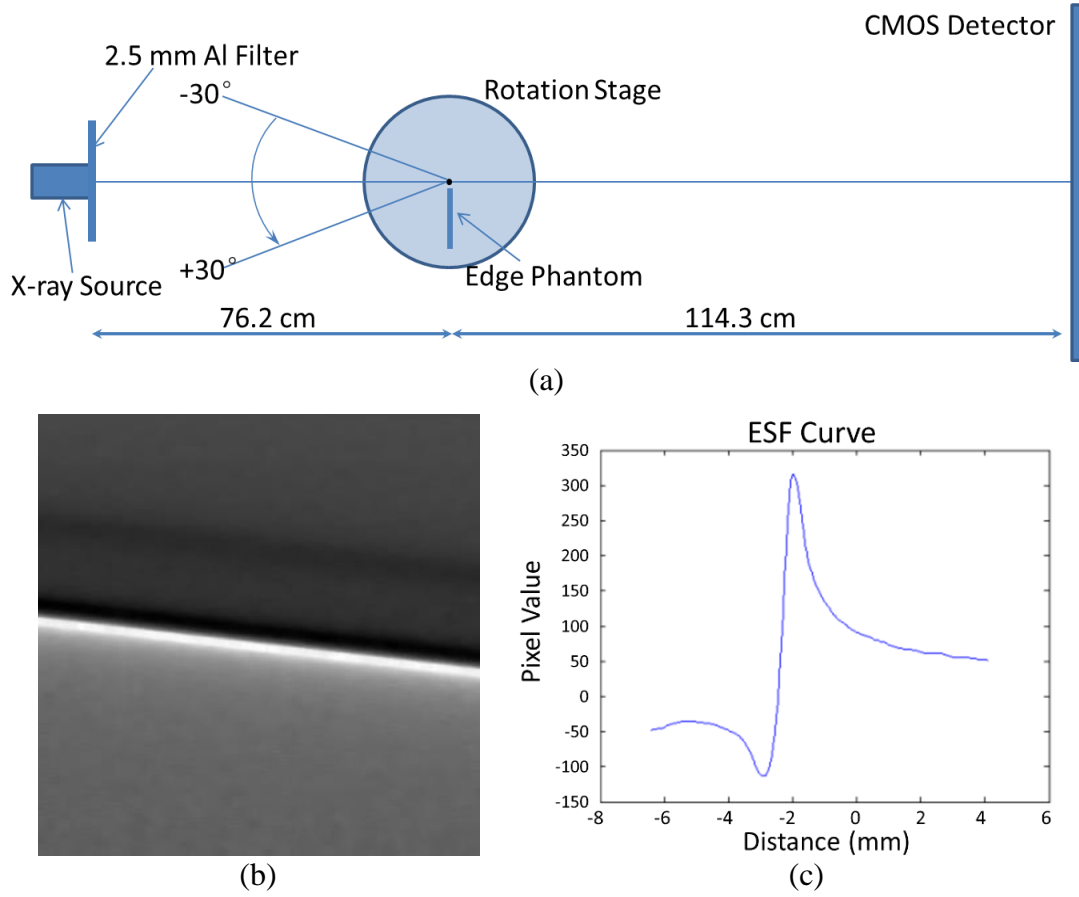 CMOS Detector
2.5 mm Al Filter
-30°
Rotation Stage
+30°
Edge Phantom
X-ray Source
76.2 cm
114.3 cm
(a)
ESF Curve
350
300
250
200
150
100
50
0
-50
-100
-150
Pixel Value
-8
-6
-4
-2
0
2
4
6
Distance (mm)
(b)
(c)